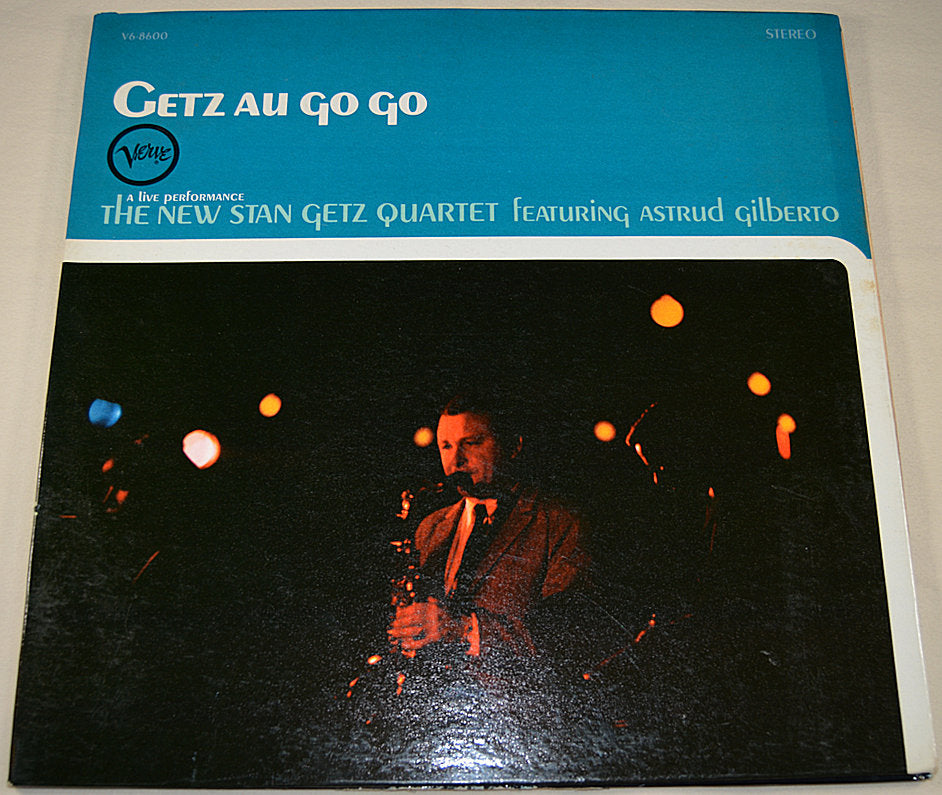 V6-8600 STEREO
GETZ AU GO GO
Verve
A LIVE PERFORMANCE
THE NEW STAN GETZ QUARTET FEATURING ASTRUD GILBERTO